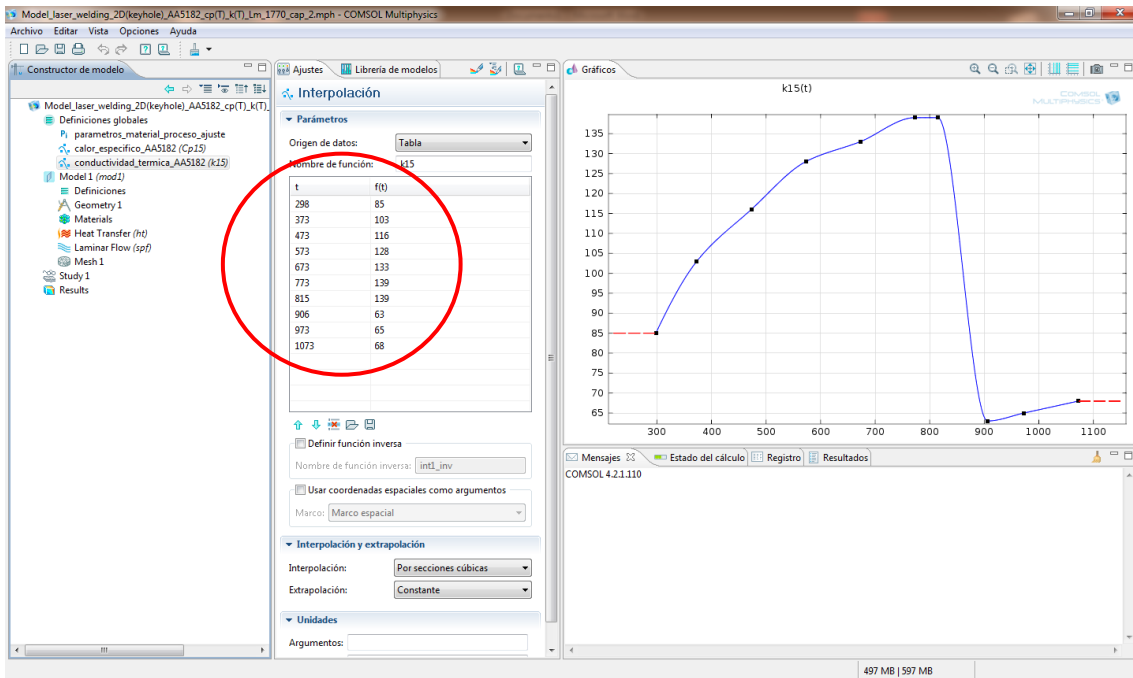 Model_laser_welding_2D(keyhole)_AA5182_cp(T)_k(T)_Lm_1770_cap_2.mph - COMSOL Multiphysics
Archivo Editar Vista Opciones Ayuda
Constructor de modelo
Model_laser_welding_2D(keyhole)_AA5182_cp(T)_k(T)_
Definiciones globales
Pi parametros_material_proceso_ajuste
calor_especifico_AA5182 (Cp15)
conductividad_termica_AA5182 (k15)
Model 1 (mod1)
Definiciones
Geometry 1
Materials
Heat Transfer (ht)
Laminar Flow (spf)
Mesh 1
Study 1
Results
Ajustes Librería de modelos
Interpolación
Parámetros
Origen de datos: Tabla
Nombre de función: k15
t f(t)
298 85
373 103
473 116
573 128
673 133
773 139
815 139
906 63
973 65
1073 68
Definir función inversa
Nombre de función inversa: int1_inv
Usar coordenadas espaciales como argumentos
Marco: Marco espacial
Interpolación y extrapolación
Interpolación: Por secciones cúbicas
Extrapolación: Constante
Unidades
Argumentos:
Gráficos
k15(t)
COMSOL
MULTIPHYSICS
135
130
125
120
115
110
105
100
95
90
85
80
75
70
65
300 400 500 600 700 800 900 1000 1100
Mensajes Estado del cálculo Registro Resultados
COMSOL 4.2.1.110
497 MB | 597 MB